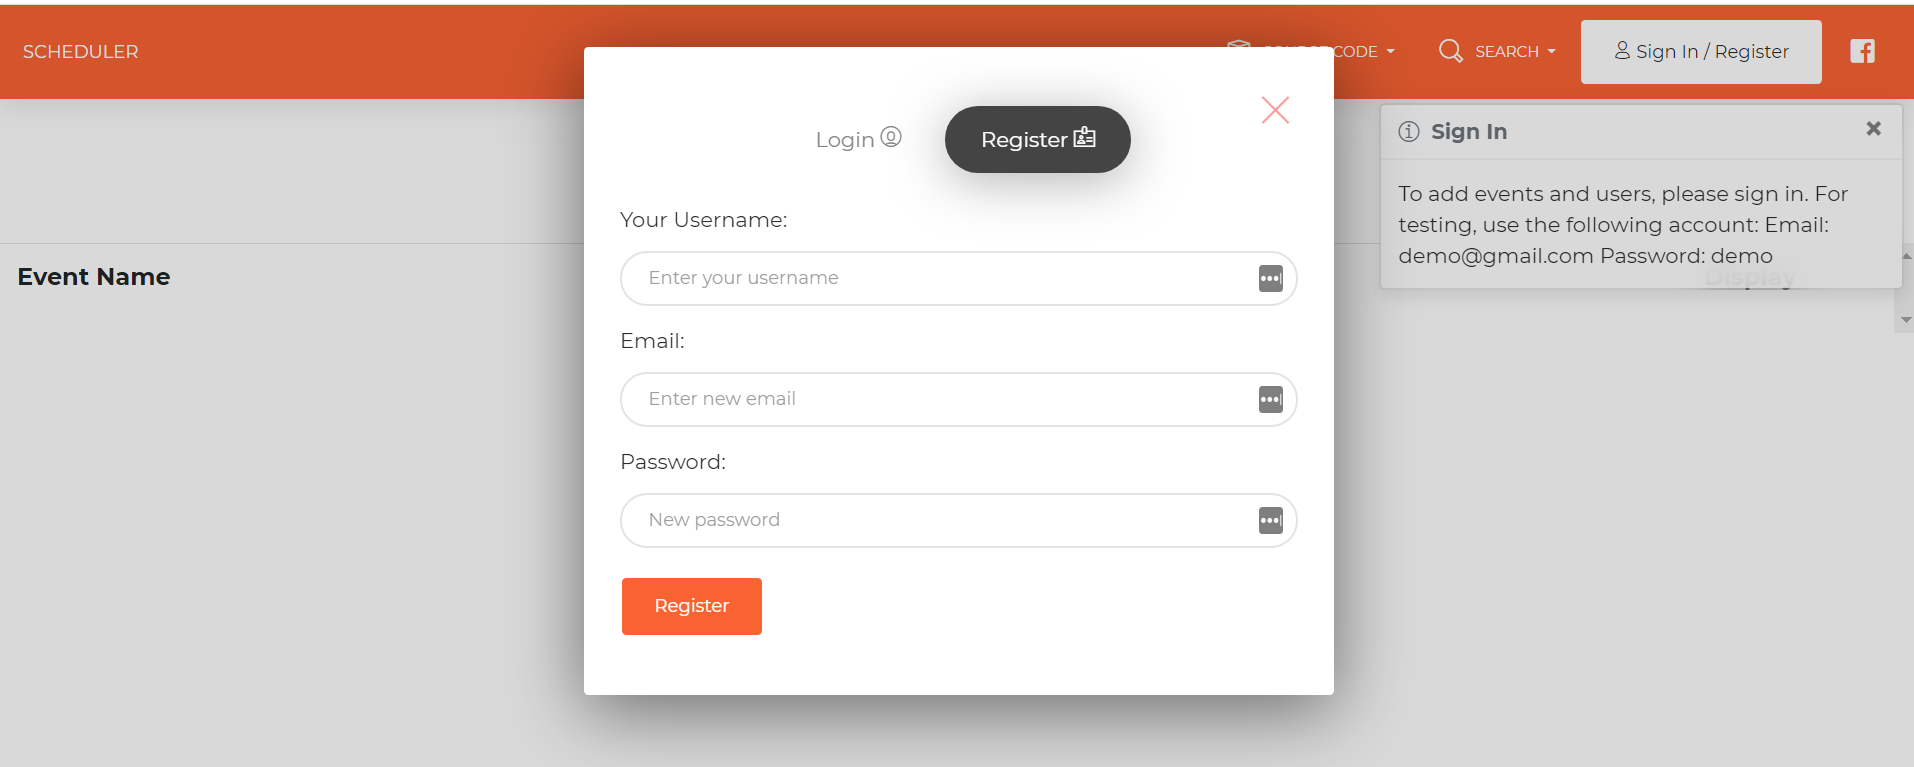 SCHEDULER
CODE
SEARCH
Sign In / Register
Login
Register
Sign In
To add events and users, please sign in. For
testing, use the following account: Email:
demo@gmail.com Password: demo
Your Username:
Enter your username
Event Name
Display
Email:
Enter new email
Password:
New password
Register